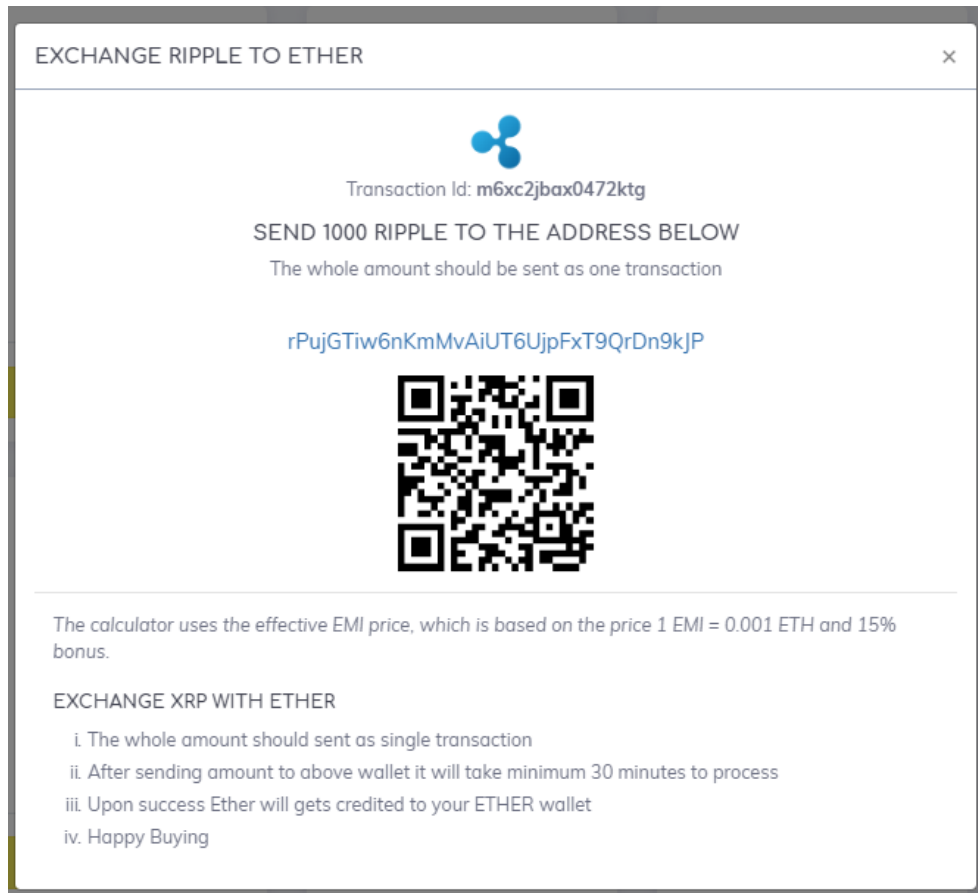 EXCHANGE RIPPLE TO ETHER ×
Transaction Id: m6xc2jbax0472ktg
SEND 1000 RIPPLE TO THE ADDRESS BELOW
The whole amount should be sent as one transaction
rPujGTiw6nKmMvAiUT6UjpFxT9QrDn9kJP
The calculator uses the effective EMI price, which is based on the price 1 EMI = 0.001 ETH and 15%
bonus.
EXCHANGE XRP WITH ETHER
i. The whole amount should sent as single transaction
ii. After sending amount to above wallet it will take minimum 30 minutes to process
iii. Upon success Ether will gets credited to your ETHER wallet
iv. Happy Buying